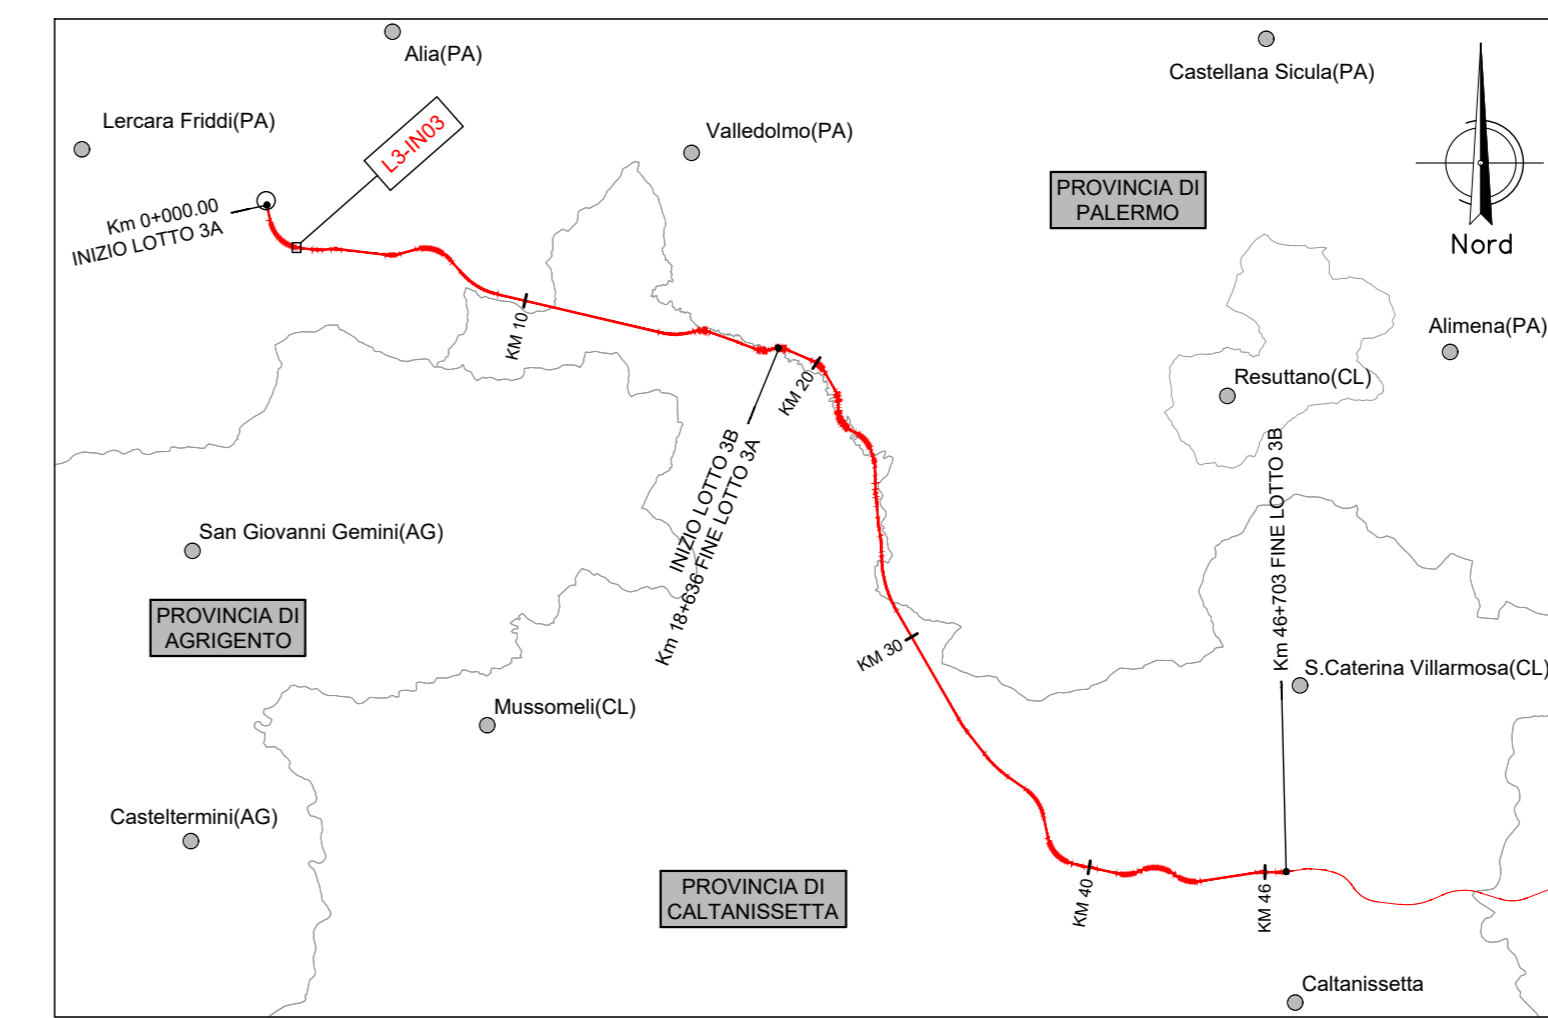 Alia(PA)
Castellana Sicula(PA)
Lercara Friddi(PA)
L3-IN03
Valledolmo(PA)
PROVINCIA DI
PALERMO
Km 0+000.00
INIZIO LOTTO 3A
Nord
KM 10
Alimena(PA)
KM 20
Resuttano(CL)
INIZIO LOTTO 3B
Km 18+636 FINE LOTTO 3A
Km 46+703 FINE LOTTO 3B
San Giovanni Gemini(AG)
PROVINCIA DI
AGRIGENTO
KM 30
S.Caterina Villarmosa(CL)
Mussomeli(CL)
Casteltermini(AG)
PROVINCIA DI
CALTANISSETTA
KM 40
KM 46
Caltanissetta